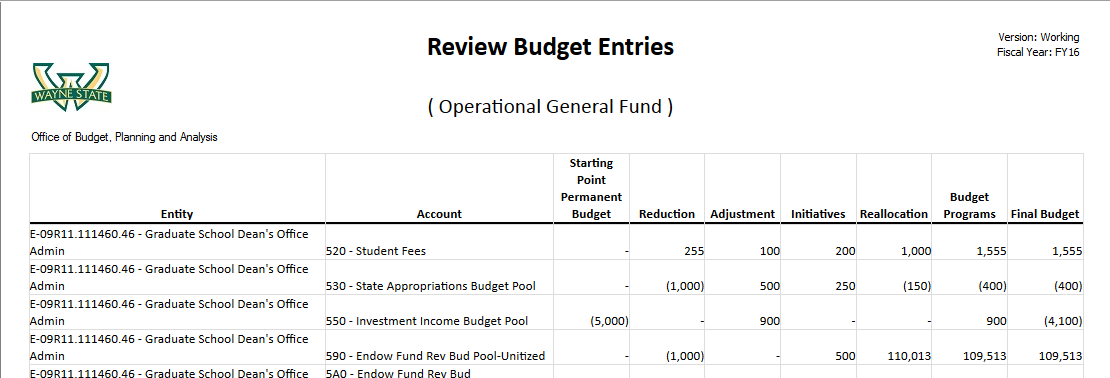 Review Budget Entries
Version: Working
Fiscal Year: FY16
WAYNE STATE
( Operational General Fund )
Office of Budget, Planning and Analysis
Entity Account Starting Point Permanent Budget Reduction Adjustment Initiatives Reallocation Budget Programs Final Budget
E-09R11.111460.46 - Graduate School Dean's Office
Admin 520 - Student Fees - 255 100 200 1,000 1,555 1,555
E-09R11.111460.46 - Graduate School Dean's Office
Admin 530 - State Appropriations Budget Pool - (1,000) 500 250 (150) (400) (400)
E-09R11.111460.46 - Graduate School Dean's Office
Admin 550 - Investment Income Budget Pool (5,000) - 900 - - 900 (4,100)
E-09R11.111460.46 - Graduate School Dean's Office
Admin 590 - Endow Fund Rev Bud Pool-Unitized - (1,000) - 500 110,013 109,513 109,513
E-09R11.111460.46 - Graduate School Dean's Office 5A0 - Endow Fund Rev Bud